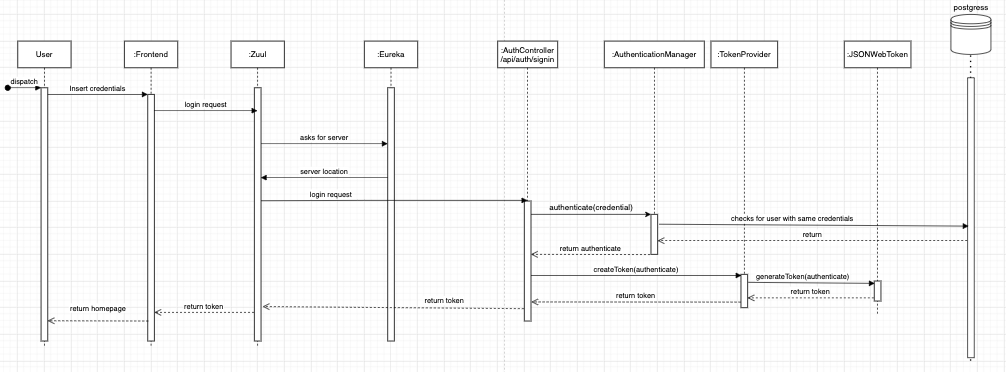 postgress
User
:Frontend
:Zuul
:Eureka
:AuthController
/api/auth/signin
:AuthenticationManager
:TokenProvider
:JSONWebToken
dispatch
Insert credentials
login request
asks for server
server location
login request
authenticate(credential)
checks for user with same credentials
return
return authenticate
createToken(authenticate)
generateToken(authenticate)
return token
return token
return token
return token
return homepage